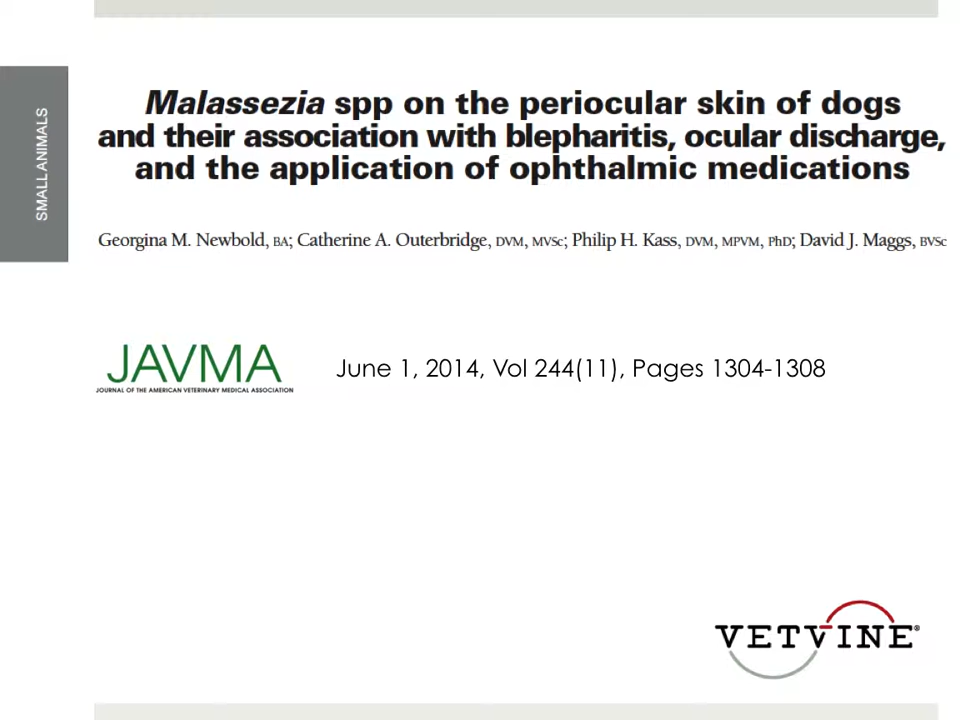 SMALL ANIMALS
Malassezia spp on the periocular skin of dogs
and their association with blepharitis, ocular discharge,
and the application of ophthalmic medications
Georgina M. Newbold, BA; Catherine A. Outerbridge, DVM, MVSc; Philip H. Kass, DVM, MPVM, PhD; David J. Maggs, BVSc
JAVMA
JOURNAL OF THE AMERICAN VETERINARY MEDICAL ASSOCIATION
June 1, 2014, Vol 244(11), Pages 1304-1308
VETVINE®